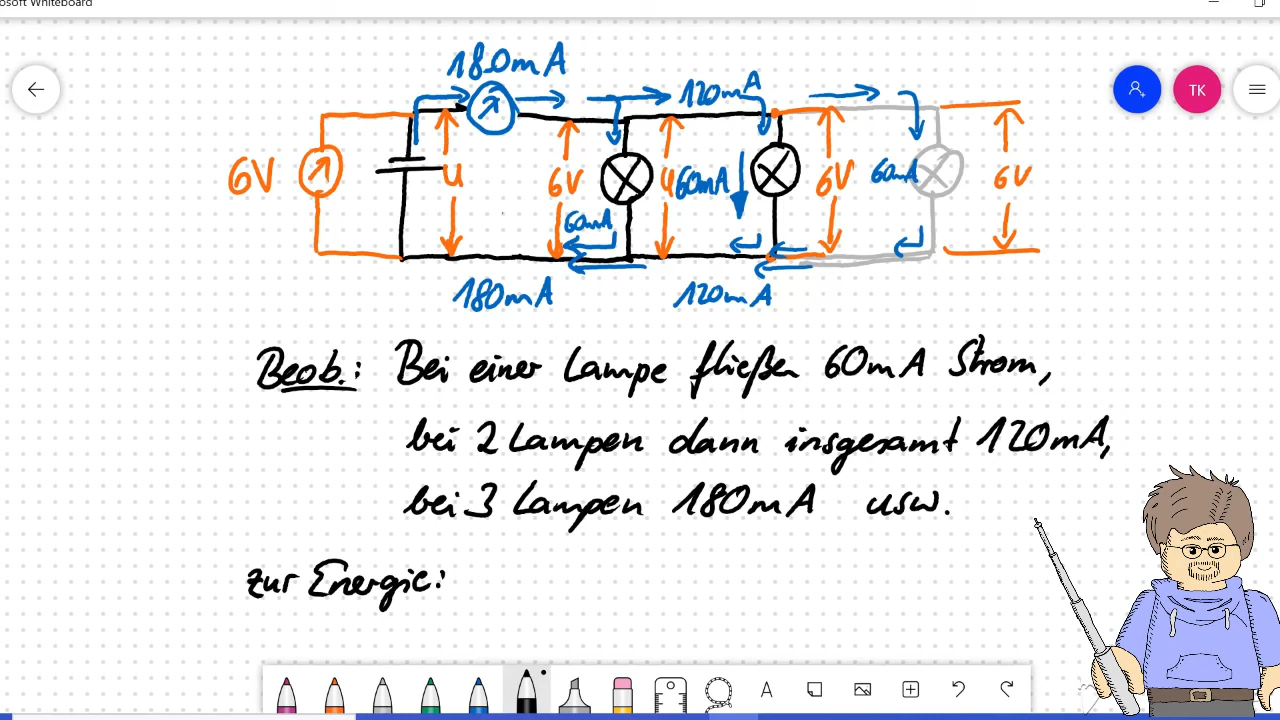 osoft Whiteboard
180mA
120mA
TK
6V
U
6V
U
60mA
6V
60mA
6V
60mA
180mA
120mA
Beob.: Bei einer Lampe fließen 60mA Strom,
bei 2 Lampen dann insgesamt 120mA,
bei 3 Lampen 180mA usw.
zur Energie:
A